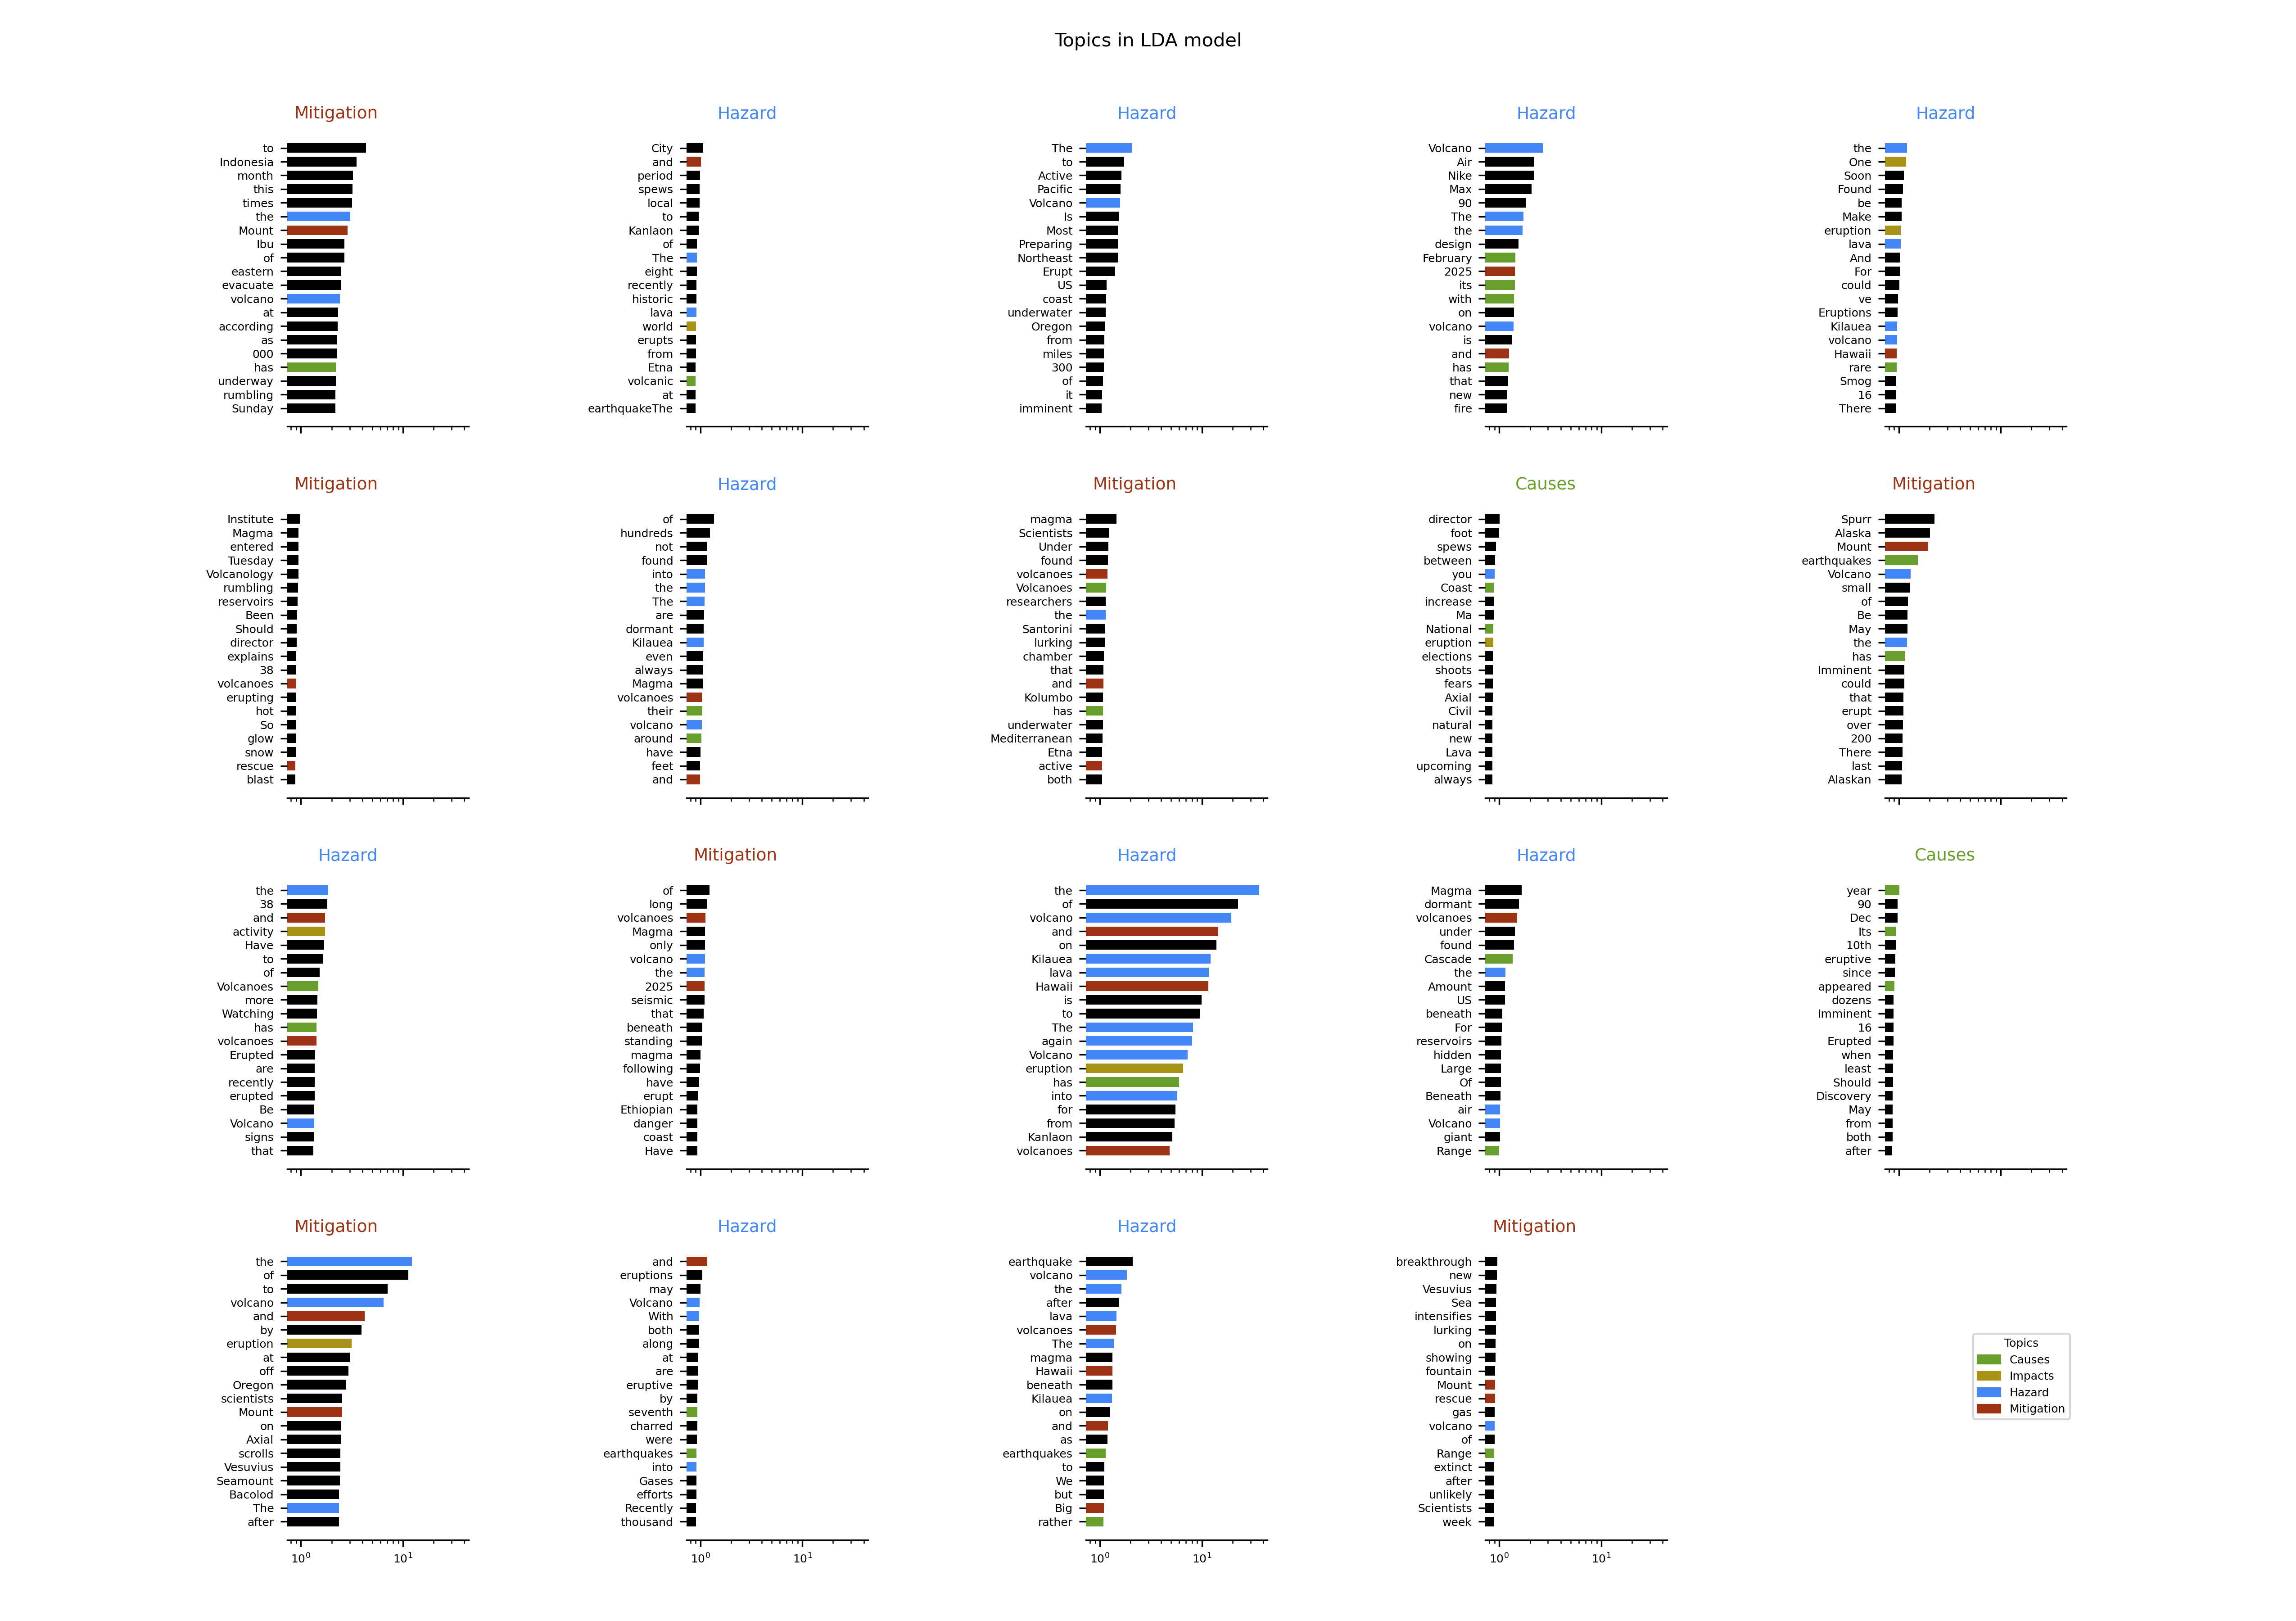 Topics in LDA model
Mitigation
to
Indonesia
month
this
times
the
Mount
Ibu
of
eastern
evacuate
volcano
at
according
as
000
has
underway
rumbling
Sunday
Hazard
City
and
period
spews
local
to
Kanlaon
of
The
eight
recently
historic
lava
world
erupts
from
Etna
volcanic
at
earthquakeThe
Hazard
The
to
Active
Pacific
Volcano
Is
Most
Preparing
Northeast
Erupt
US
coast
underwater
Oregon
from
miles
300
of
it
imminent
Hazard
Volcano
Air
Nike
Max
90
The
the
design
February
2025
its
with
on
volcano
is
and
has
that
new
fire
Hazard
the
One
Soon
Found
be
Make
eruption
lava
And
For
could
ve
Eruptions
Kilauea
volcano
Hawaii
rare
Smog
16
There
Mitigation
Institute
Magma
entered
Tuesday
Volcanology
rumbling
reservoirs
Been
Should
director
explains
38
volcanoes
erupting
hot
So
glow
snow
rescue
blast
Hazard
of
hundreds
not
found
into
the
The
are
dormant
Kilauea
even
always
Magma
volcanoes
their
volcano
around
have
feet
and
Mitigation
magma
Scientists
Under
found
volcanoes
Volcanoes
researchers
the
Santorini
lurking
chamber
that
and
Kolumbo
has
underwater
Mediterranean
Etna
active
both
Causes
director
foot
spews
between
you
Coast
increase
Ma
National
eruption
elections
shoots
fears
Axial
Civil
natural
new
Lava
upcoming
always
Mitigation
Spurr
Alaska
Mount
earthquakes
Volcano
small
of
Be
May
the
has
Imminent
could
that
erupt
over
200
There
last
Alaskan
Hazard
the
38
and
activity
Have
to
of
Volcanoes
more
Watching
has
volcanoes
Erupted
are
recently
erupted
Be
Volcano
signs
that
Mitigation
of
long
volcanoes
Magma
only
volcano
the
2025
seismic
that
beneath
standing
magma
following
have
erupt
Ethiopian
danger
coast
Have
Hazard
the
of
volcano
and
on
Kilauea
lava
Hawaii
is
to
The
again
Volcano
eruption
has
into
for
from
Kanlaon
volcanoes
Hazard
Magma
dormant
volcanoes
under
found
Cascade
the
Amount
US
beneath
For
reservoirs
hidden
Large
Of
Beneath
air
Volcano
giant
Range
Causes
year
90
Dec
Its
10th
eruptive
since
appeared
dozens
Imminent
16
Erupted
when
least
Should
Discovery
May
from
both
after
Mitigation
the
of
to
volcano
and
by
eruption
at
off
Oregon
scientists
Mount
on
Axial
scrolls
Vesuvius
Seamount
Bacolod
The
after
10⁰ 10¹
Hazard
and
eruptions
may
Volcano
With
both
along
at
are
eruptive
by
seventh
charred
were
earthquakes
into
Gases
efforts
Recently
thousand
10⁰ 10¹
Hazard
earthquake
volcano
the
after
lava
volcanoes
The
magma
Hawaii
beneath
Kilauea
on
and
as
earthquakes
to
We
but
Big
rather
10⁰ 10¹
Mitigation
breakthrough
new
Vesuvius
Sea
intensifies
lurking
on
showing
fountain
Mount
rescue
gas
volcano
of
Range
extinct
after
unlikely
Scientists
week
10⁰ 10¹
Topics
Causes
Impacts
Hazard
Mitigation